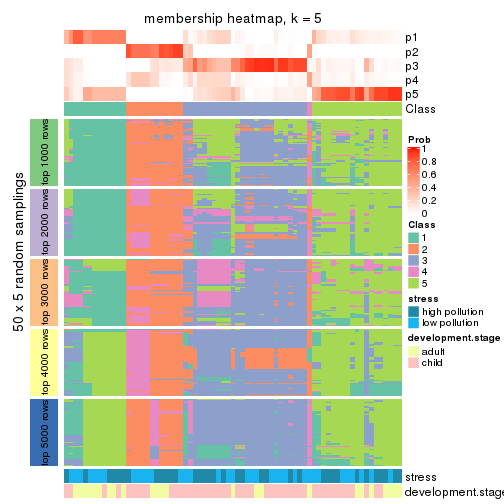 membership heatmap, k = 5
p1
p2
p3
p4
p5
Class
50 x 5 random samplings
top 1000 rows
top 2000 rows
top 3000 rows
top 4000 rows
top 5000 rows
stress
development.stage
Prob
1
0.8
0.6
0.4
0.2
0
Class
1
2
3
4
5
stress
high pollution
low pollution
development.stage
adult
child